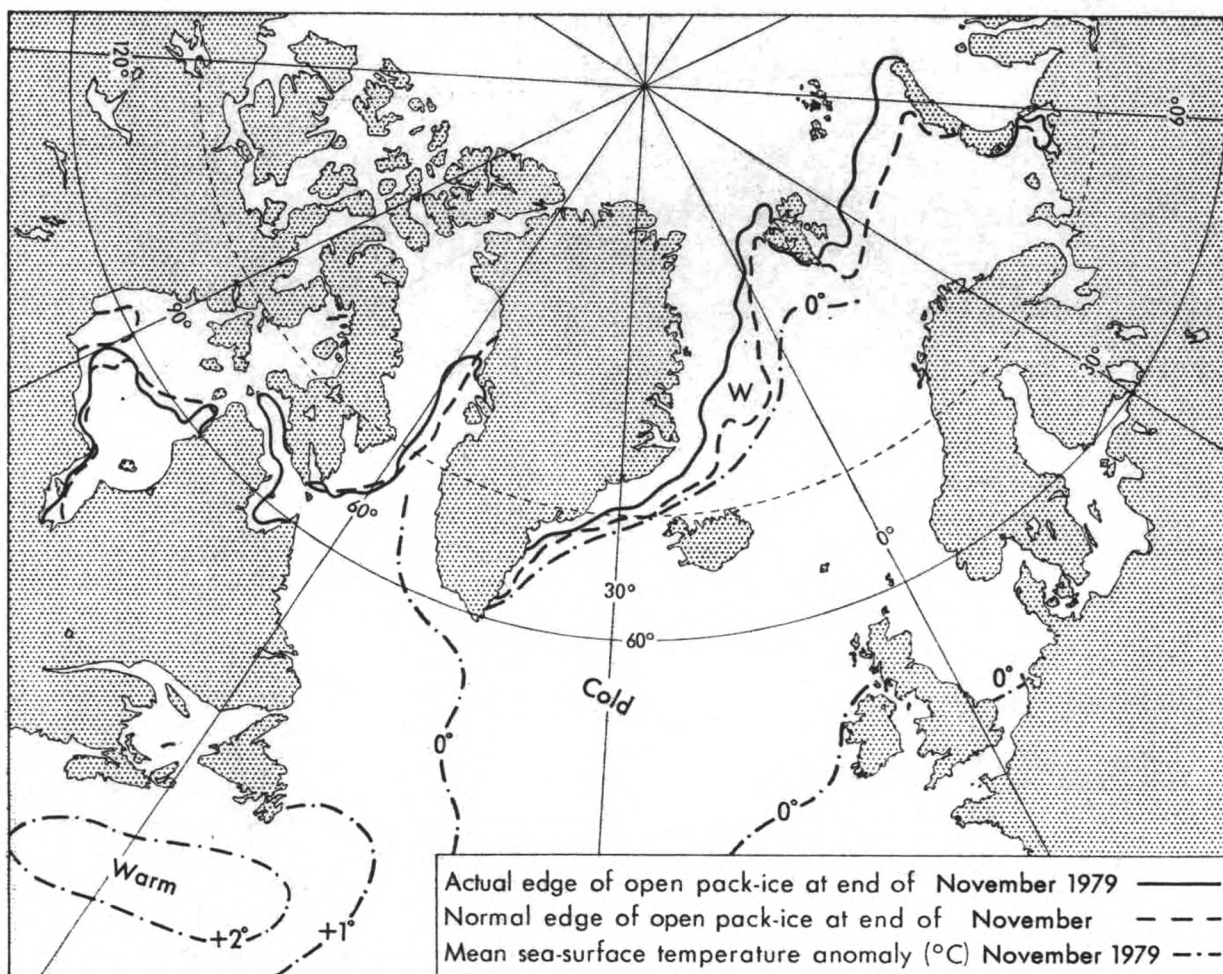 120°
60°
90°
0°
W
30°
60°
0°
30°
60°
Cold
0°
0°
0°
Warm
+2°
+1°
Actual edge of open pack-ice at end of November 1979
Normal edge of open pack-ice at end of November
Mean sea-surface temperature anomaly (°C) November 1979